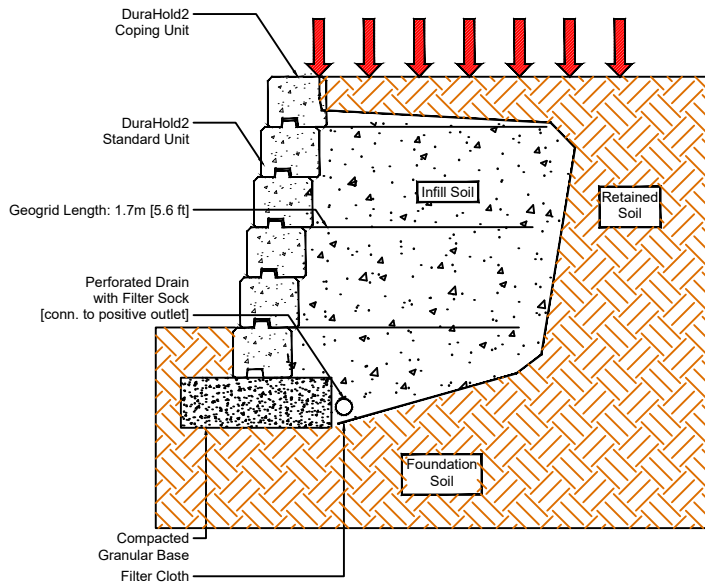 DuraHold2
Coping Unit
DuraHold2
Standard Unit
Infill Soil
Retained
Soil
Geogrid Length: 1.7m [5.6 ft]
Perforated Drain
with Filter Sock
[conn. to positive outlet]
Foundation
Soil
Compacted
Granular Base
Filter Cloth